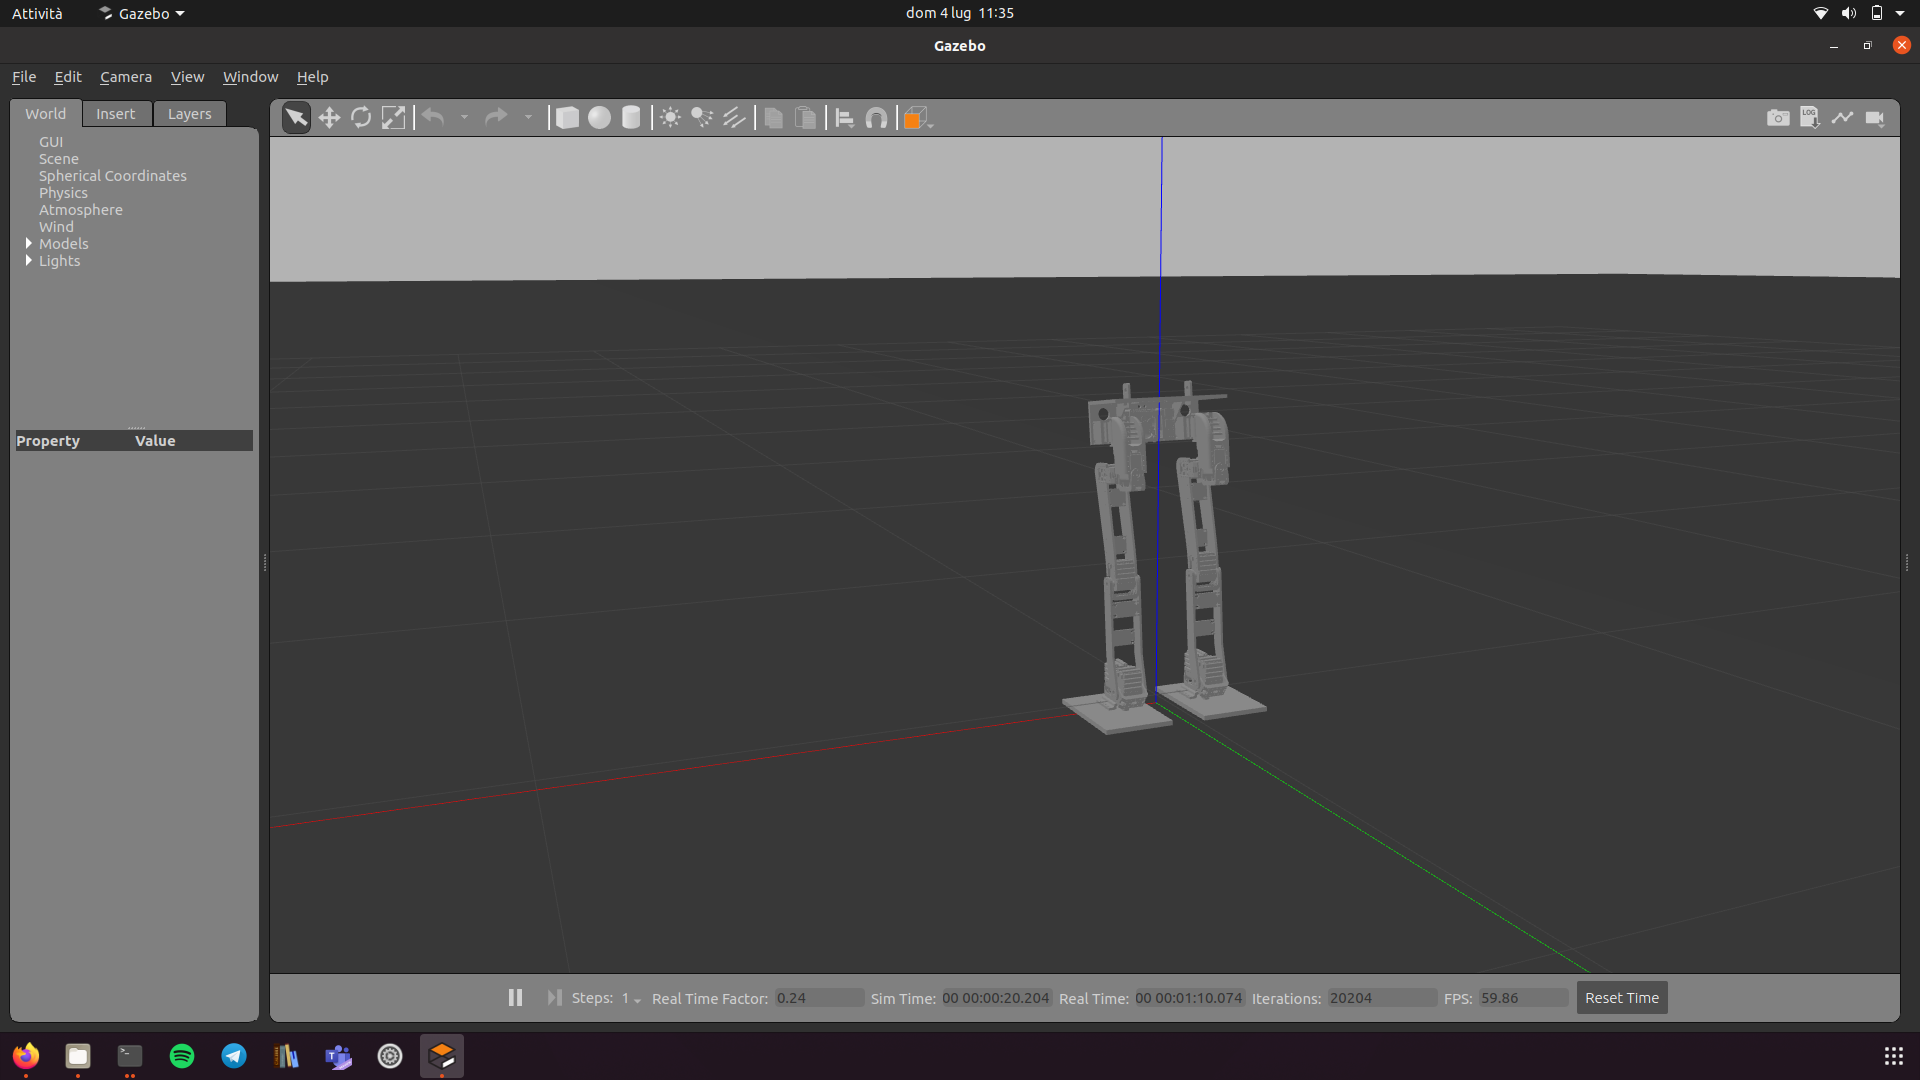 Attività Gazebo dom 4 lug 11:35
Gazebo
File Edit Camera View Window Help
World Insert Layers
LOG
GUI
Scene
Spherical Coordinates
Physics
Atmosphere
Wind
Models
Lights
Property Value
Steps: 1 Real Time Factor: 0.24 Sim Time: 00 00:00:20.204 Real Time: 00 00:01:10.074 Iterations: 20204 FPS: 59.86 Reset Time